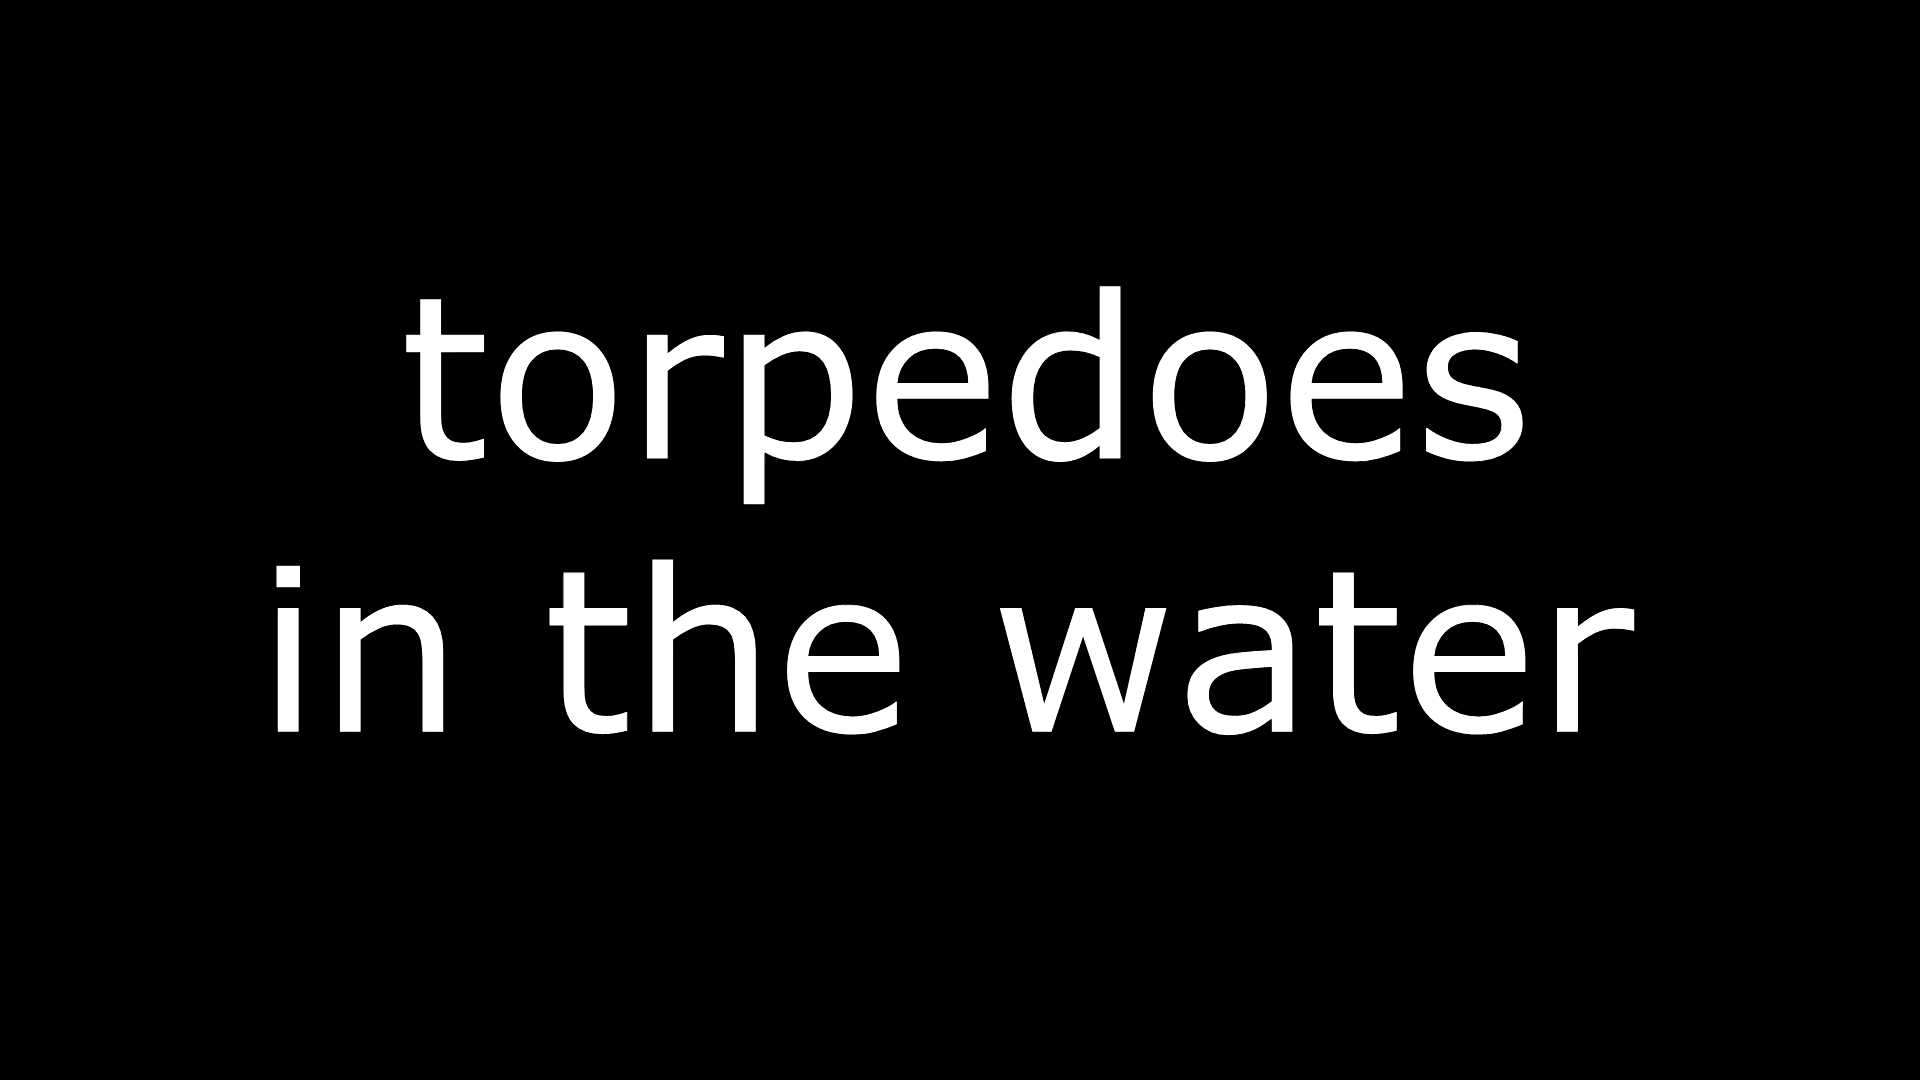 torpedoes
in the water